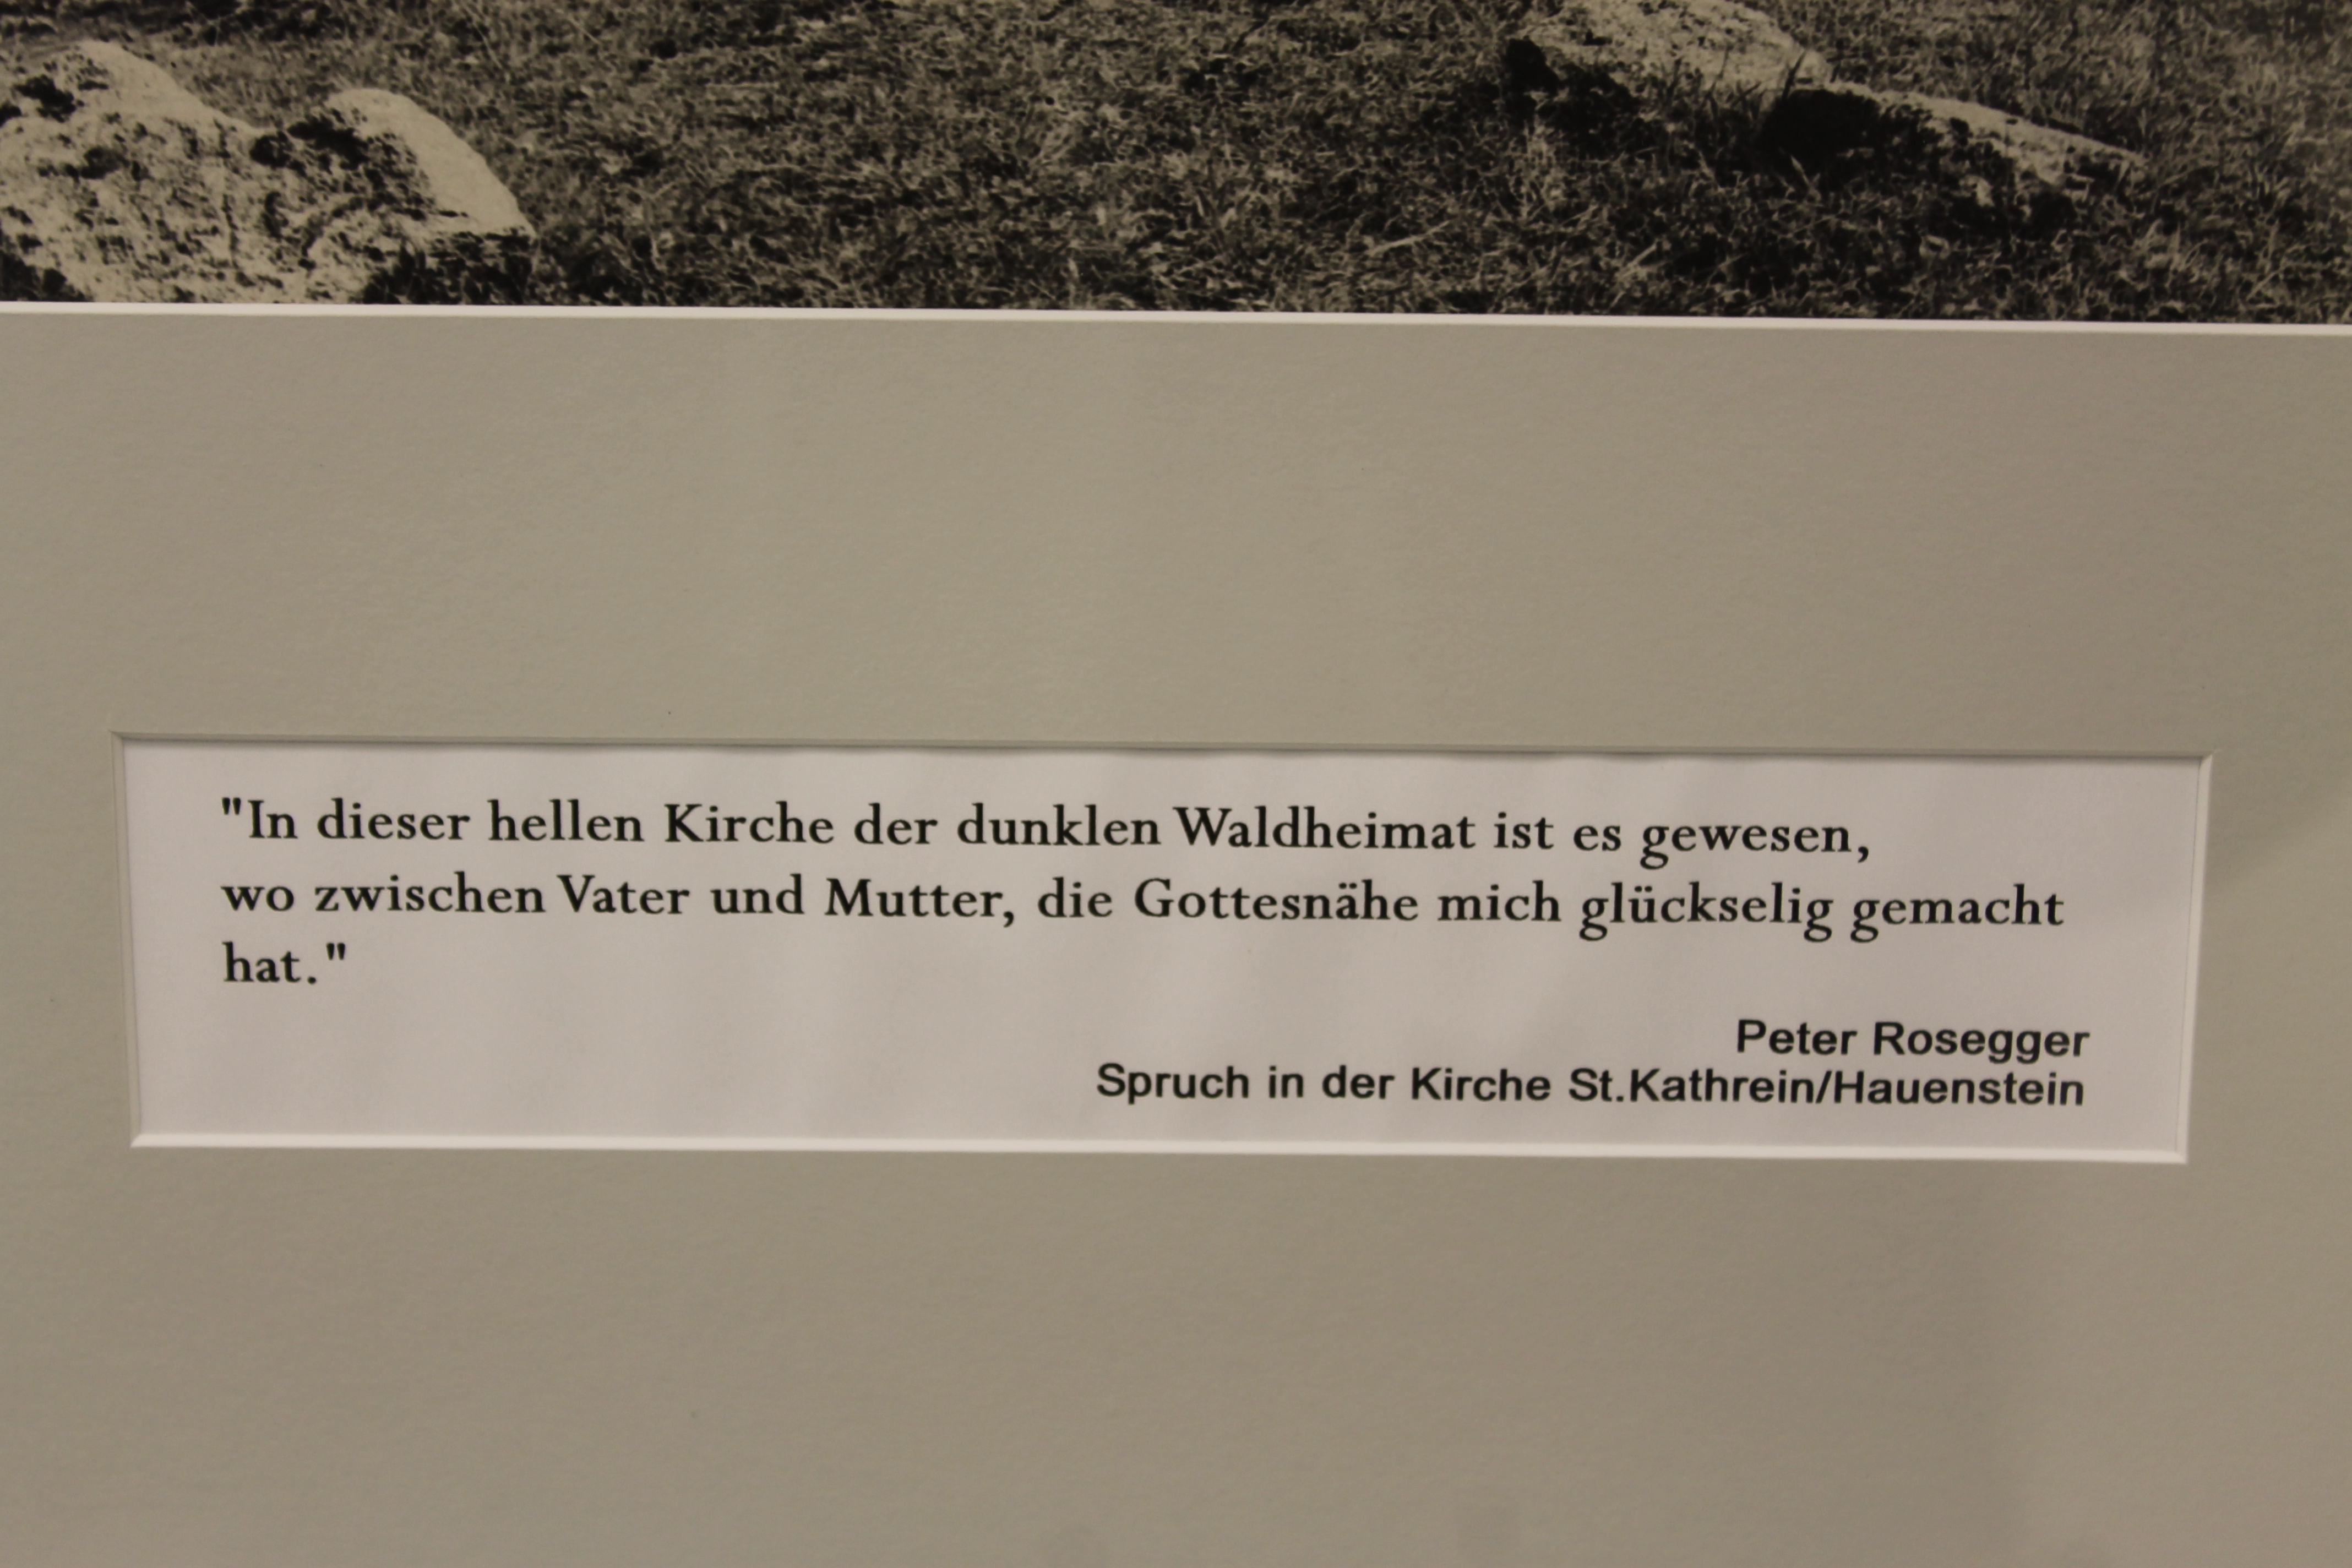 "In dieser hellen Kirche der dunklen Waldheimat ist es gewesen,
wo zwischen Vater und Mutter, die Gottesnähe mich glückselig gemacht
hat."
Peter Rosegger
Spruch in der Kirche St.Kathrein/Hauenstein